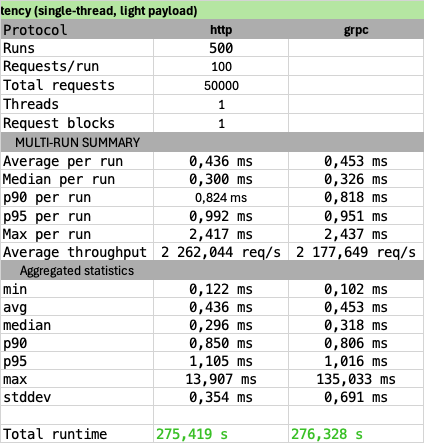 tency (single-thread, light payload)
Protocol http grpc
Runs 500
Requests/run 100
Total requests 50000
Threads 1
Request blocks 1
MULTI-RUN SUMMARY
Average per run 0,436 ms 0,453 ms
Median per run 0,300 ms 0,326 ms
p90 per run 0,824 ms 0,818 ms
p95 per run 0,992 ms 0,951 ms
Max per run 2,417 ms 2,437 ms
Average throughput 2 262,044 req/s 2 177,649 req/s
Aggregated statistics
min 0,122 ms 0,102 ms
avg 0,436 ms 0,453 ms
median 0,296 ms 0,318 ms
p90 0,850 ms 0,806 ms
p95 1,105 ms 1,016 ms
max 13,907 ms 135,033 ms
stddev 0,354 ms 0,691 ms
Total runtime 275,419 s 276,328 s